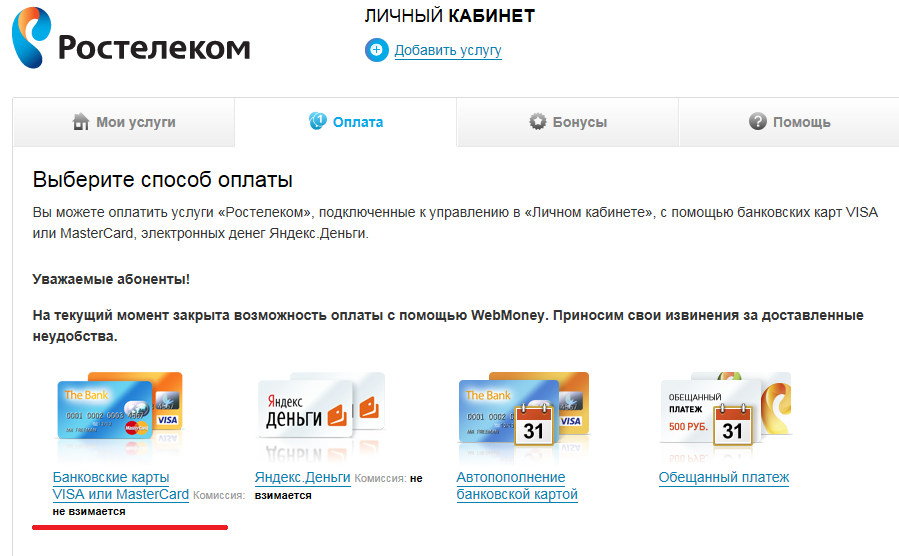 Ростелеком
ЛИЧНЫЙ КАБИНЕТ
Добавить услугу
Мои услуги
Оплата
Бонусы
Помощь
Выберите способ оплаты
Вы можете оплатить услуги «Ростелеком», подключенные к управлению в «Личном кабинете», с помощью банковских карт VISA
или MasterCard, электронных денег Яндекс.Деньги.
Уважаемые абоненты!
На текущий момент закрыта возможность оплаты с помощью WebMoney. Приносим свои извинения за доставленные
неудобства.
The Bank
0001 0002 0003 4567
VISA
MasterCard
Яндекс
деньги
The Bank
31
ОБЕЩАННЫЙ
ПЛАТЕЖ
500 РУБ.
31
Банковские карты
VISA или MasterCard Комиссия:
не взимается
Яндекс.Деньги Комиссия: не
взимается
Автопополнение
банковской картой
Обещанный платеж